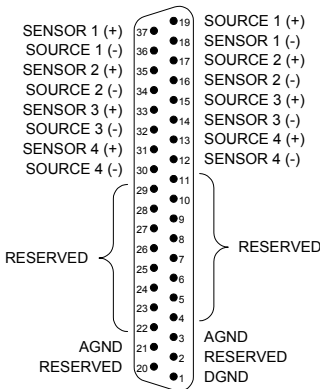 SOURCE 1 (+)
SENSOR 1 (+)
19
37
SENSOR 1 (-)
SOURCE 1 (-)
18
36
SOURCE 2 (+)
SENSOR 2 (+)
17
35
SENSOR 2 (-)
SOURCE 2 (-)
16
34
SOURCE 3 (+)
SENSOR 3 (+)
15
33
SENSOR 3 (-)
SOURCE 3 (-)
14
32
SOURCE 4 (+)
SENSOR 4 (+)
13
31
SENSOR 4 (-)
SOURCE 4 (-)
12
30
11
29
10
28
9
27
8
26
RESERVED
RESERVED
7
25
6
24
5
23
4
22
AGND
3
AGND
21
RESERVED
2
RESERVED
20
DGND
1